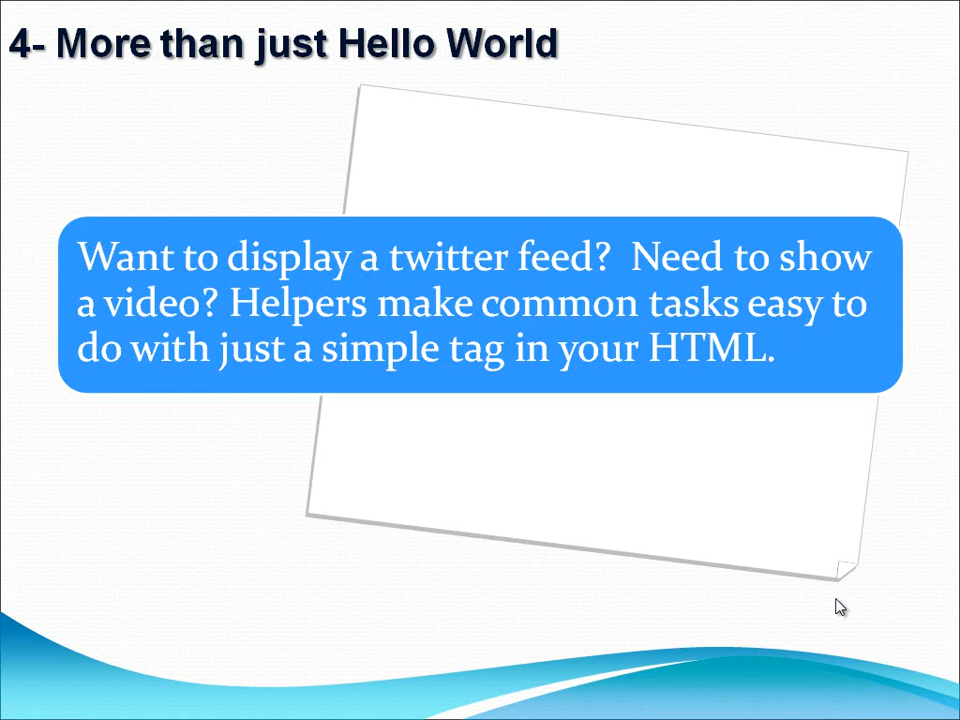 4- More than just Hello World
Want to display a twitter feed?  Need to show
a video? Helpers make common tasks easy to
do with just a simple tag in your HTML.